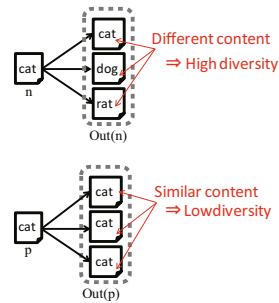 cat
cat
dog
rat
n
Out(n)
Different content
⇒ High diversity
cat
cat
cat
cat
p
Out(p)
Similar content
⇒ Lowdiversity